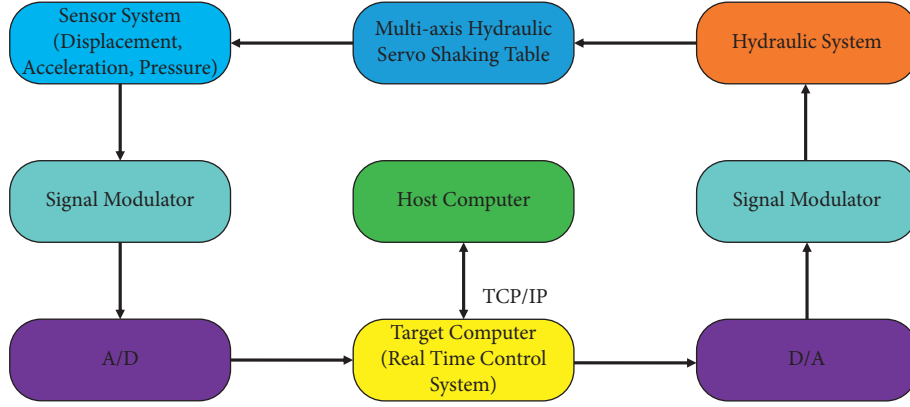 Sensor System
(Displacement,
Acceleration, Pressure)
Multi-axis Hydraulic
Servo Shaking Table
Hydraulic System
Signal Modulator
Host Computer
Signal Modulator
TCP/IP
A/D
Target Computer
(Real Time Control
System)
D/A